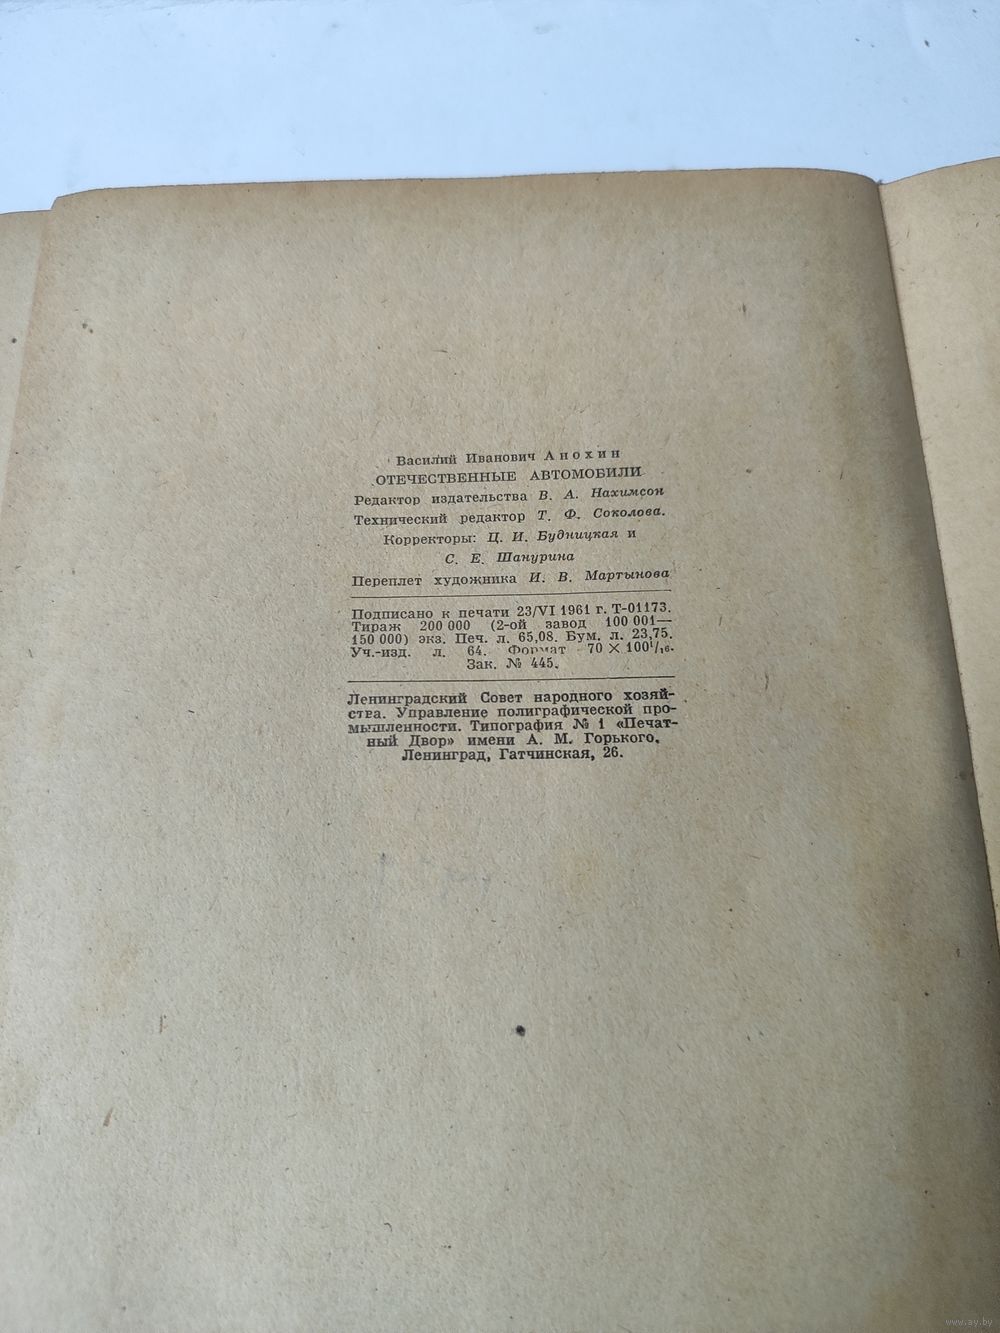 Василий Иванович Анохин
ОТЕЧЕСТВЕННЫЕ АВТОМОБИЛИ
Редактор издательства В. А. Нахимсон
Технический редактор Т. Ф. Соколова.
Корректоры: Ц. И. Будницкая и
С. Е. Шанурина
Переплет художника И. В. Мартынова
Подписано к печати 23/VI 1961 г. Т-01173.
Тираж 200 000 (2-ой завод 100 001—
150 000) экз. Печ. л. 65,08. Бум. л. 23,75.
Уч.-изд. л. 64. Формат 70 × 100¹/₁₆.
Зак. № 445.
Ленинградский Совет народного хозяй-
ства. Управление полиграфической про-
мышленности. Типография № 1 «Печат-
ный Двор» имени А. М. Горького.
Ленинград, Гатчинская, 26.
www.ay.by